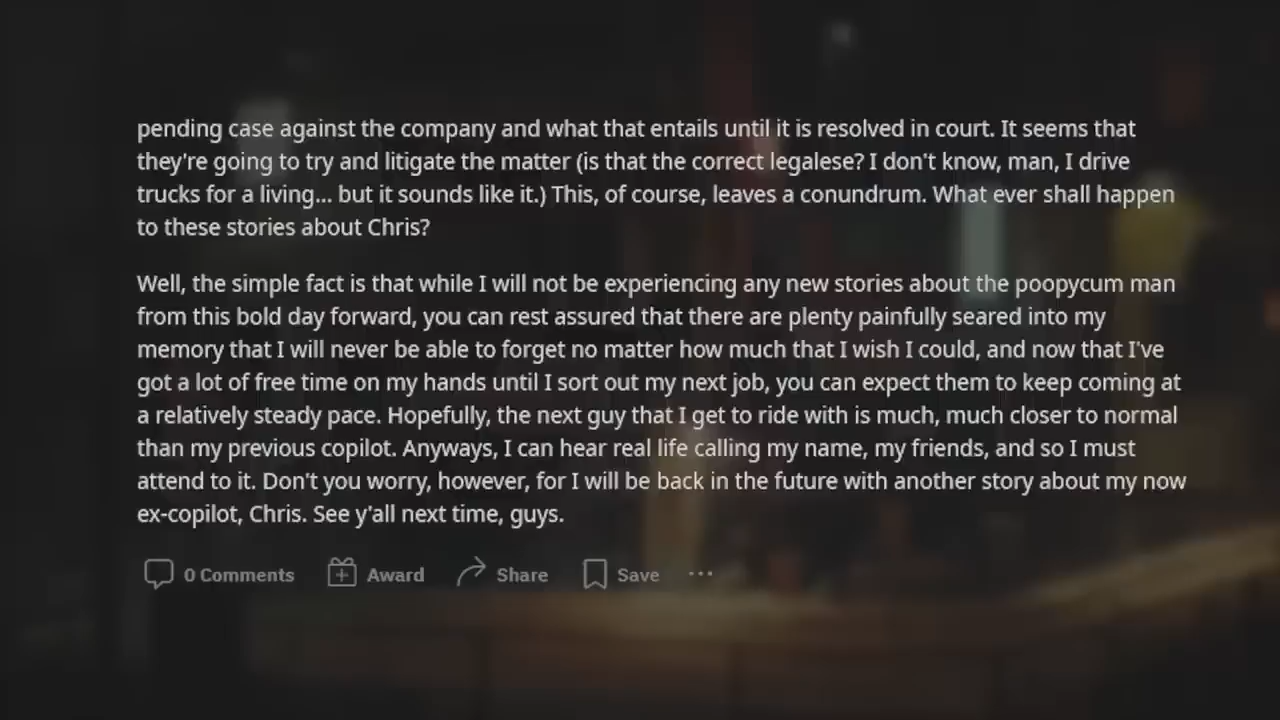 pending case against the company and what that entails until it is resolved in court. It seems that
they're going to try and litigate the matter (is that the correct legalese? I don't know, man, I drive
trucks for a living... but it sounds like it.) This, of course, leaves a conundrum. What ever shall happen
to these stories about Chris?
Well, the simple fact is that while I will not be experiencing any new stories about the poopycum man
from this bold day forward, you can rest assured that there are plenty painfully seared into my
memory that I will never be able to forget no matter how much that I wish I could, and now that I've
got a lot of free time on my hands until I sort out my next job, you can expect them to keep coming at
a relatively steady pace. Hopefully, the next guy that I get to ride with is much, much closer to normal
than my previous copilot. Anyways, I can hear real life calling my name, my friends, and so I must
attend to it. Don't you worry, however, for I will be back in the future with another story about my now
ex-copilot, Chris. See y'all next time, guys.
0 Comments Award Share Save ...